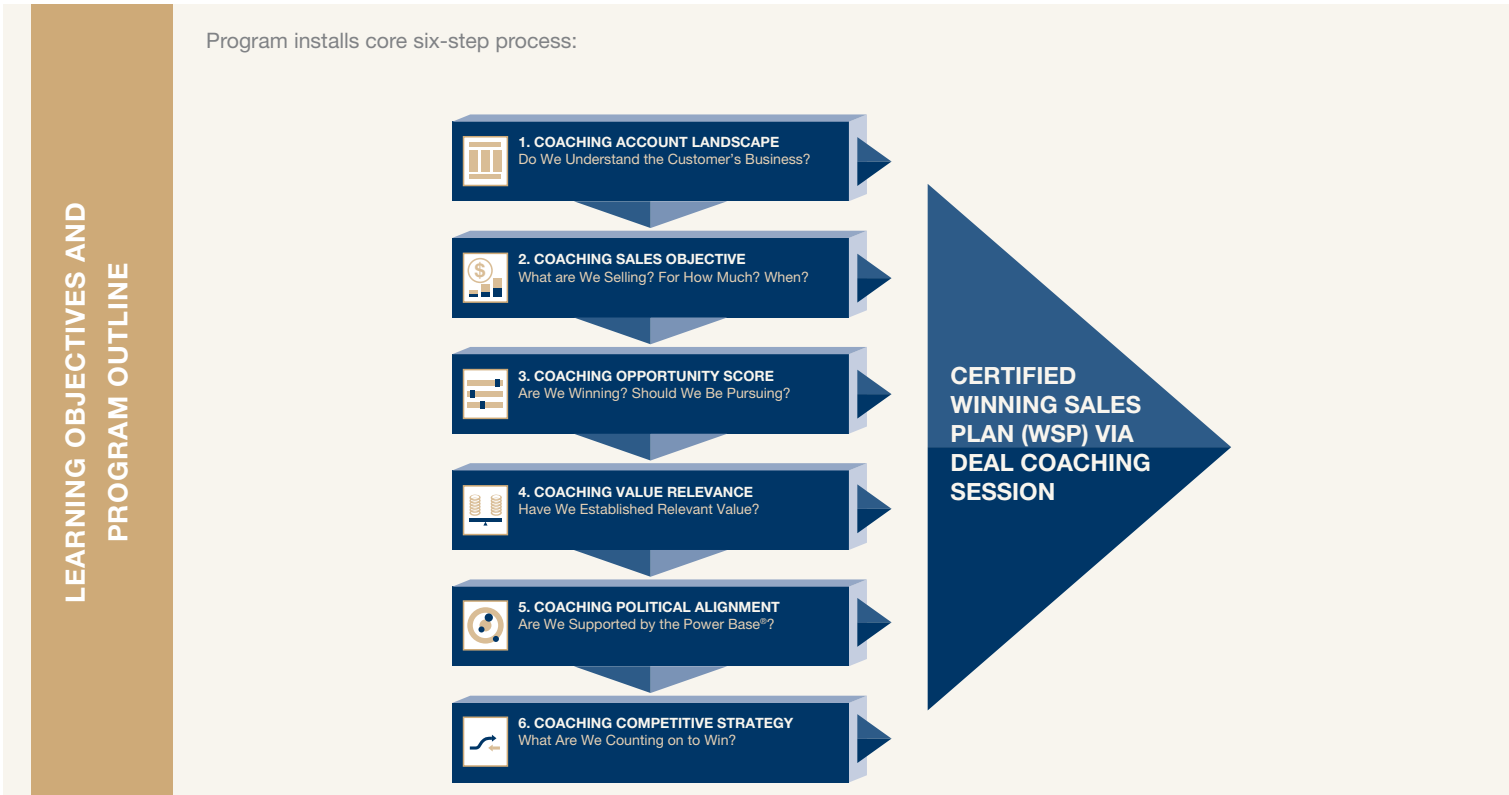 LEARNING OBJECTIVES AND
PROGRAM OUTLINE
Program installs core six-step process:
1. COACHING ACCOUNT LANDSCAPE
Do We Understand the Customer’s Business?
2. COACHING SALES OBJECTIVE
$
What are We Selling? For How Much? When?
3. COACHING OPPORTUNITY SCORE
Are We Winning? Should We Be Pursuing?
4. COACHING VALUE RELEVANCE
Have We Established Relevant Value?
5. COACHING POLITICAL ALIGNMENT
Are We Supported by the Power Base®?
6. COACHING COMPETITIVE STRATEGY
What Are We Counting on to Win?
CERTIFIED
WINNING SALES
PLAN (WSP) VIA
DEAL COACHING
SESSION